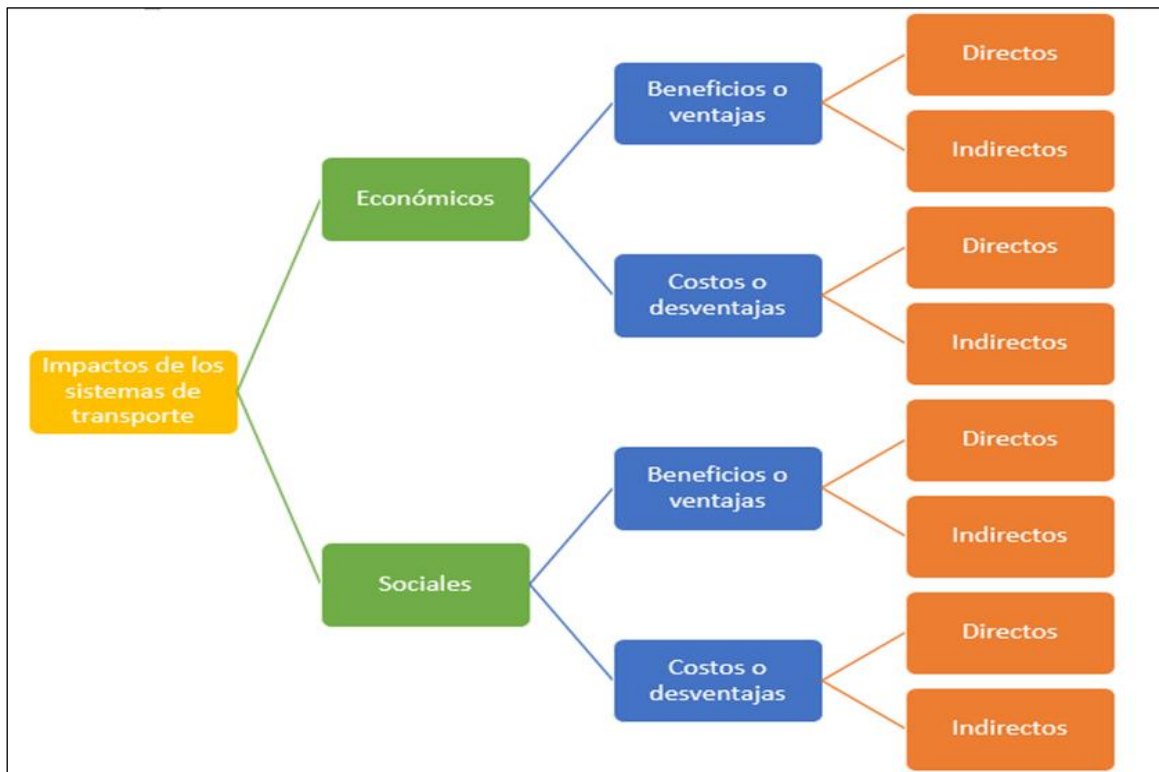 Impactos de los
sistemas de
transporte
Económicos
Beneficios o
ventajas
Directos
Indirectos
Costos o
desventajas
Directos
Indirectos
Sociales
Beneficios o
ventajas
Directos
Indirectos
Costos o
desventajas
Directos
Indirectos